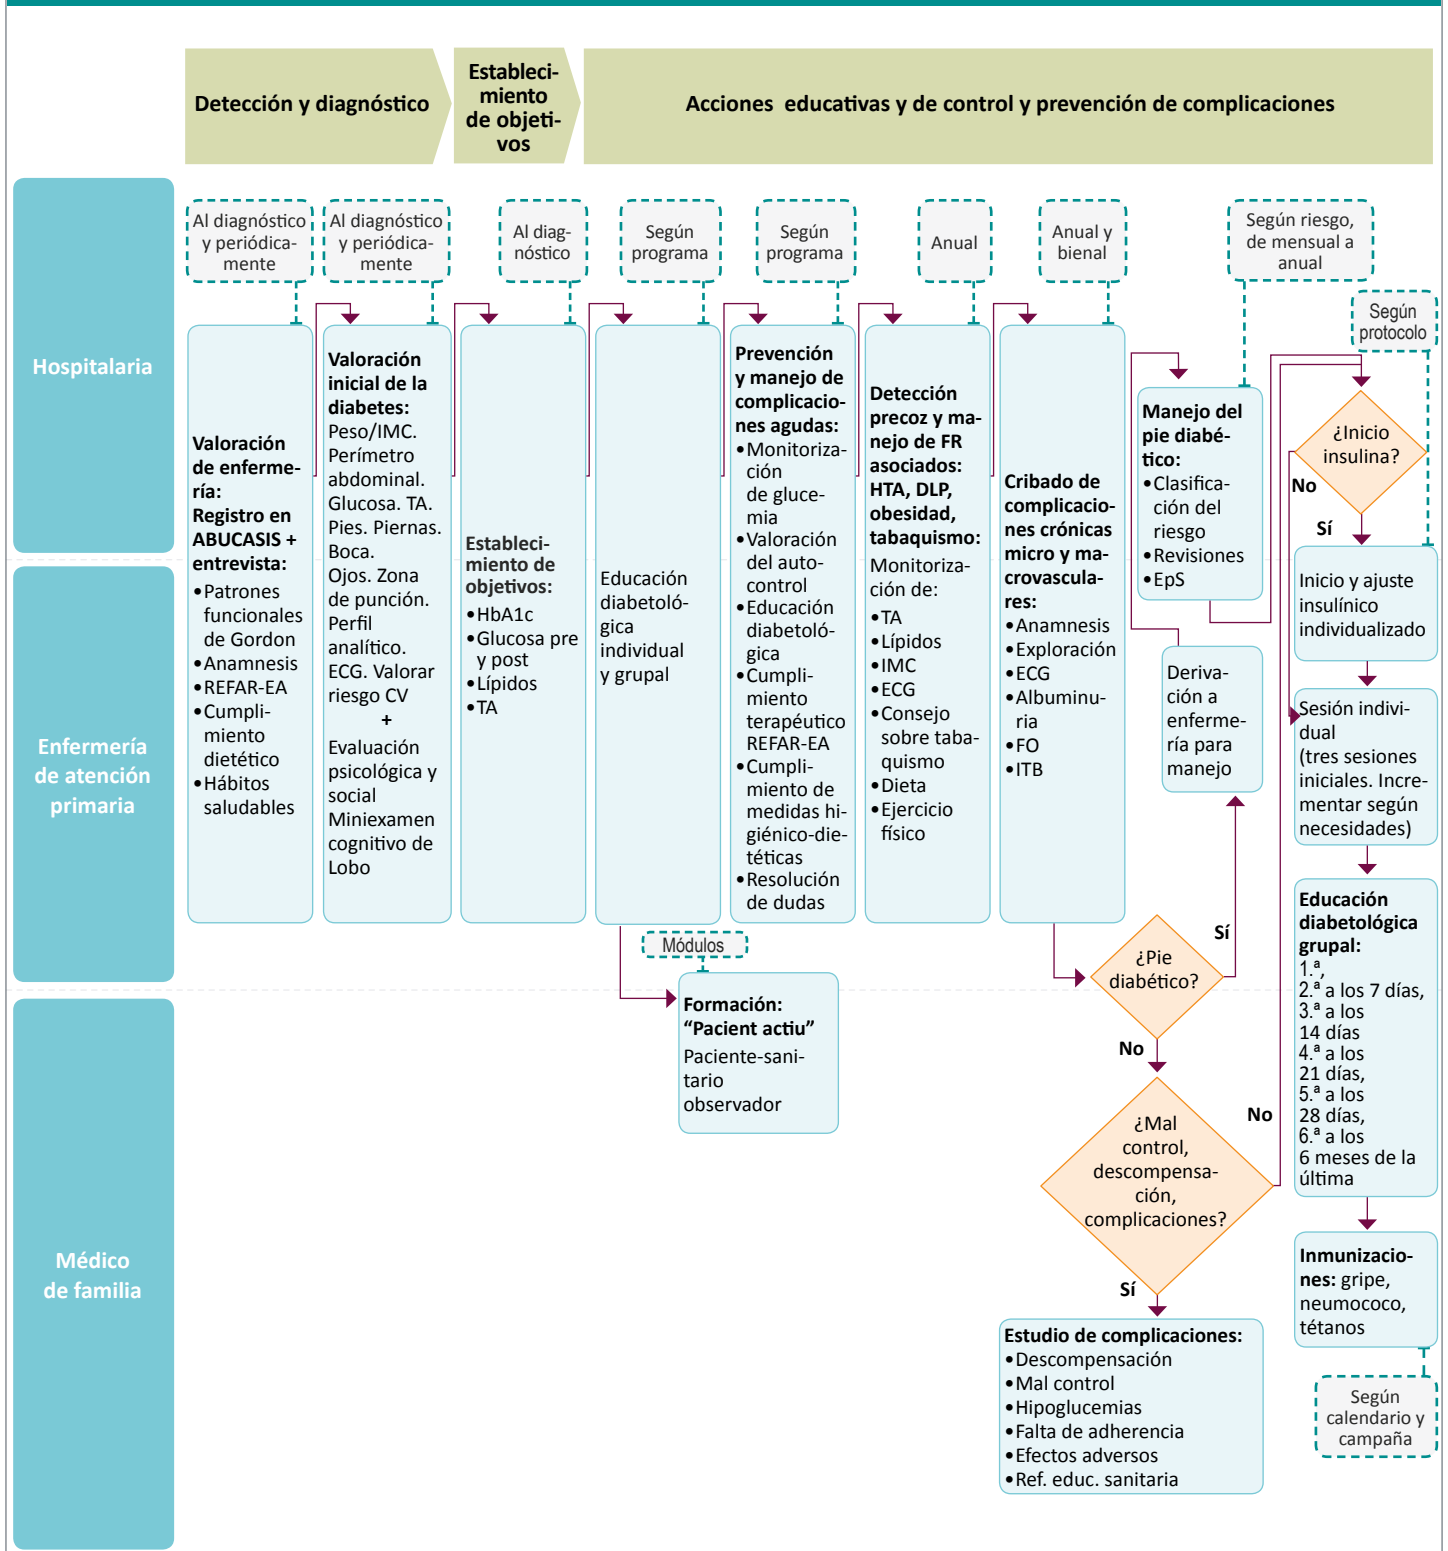 Detección y diagnóstico
Estableci-
miento
de objeti-
vos
Acciones educativas y de control y prevención de complicaciones
Hospitalaria
Enfermería
de atención
primaria
Médico
de familia
Al diagnóstico
y periódica-
mente
Al diagnóstico
y periódica-
mente
Al diag-
nóstico
Según
programa
Según
programa
Anual
Anual y
bienal
Según riesgo,
de mensual a
anual
Según
protocolo
Valoración
de enferme-
ría:
Registro en
ABUCASIS +
entrevista:
•Patrones
funcionales
de Gordon
•Anamnesis
•REFAR-EA
•Cumpli-
miento
dietético
•Hábitos
saludables
Valoración
inicial de la
diabetes:
Peso/IMC.
Perímetro
abdominal.
Glucosa. TA.
Pies. Piernas.
Boca.
Ojos. Zona
de punción.
Perfil
analítico.
ECG. Valorar
riesgo CV
+
Evaluación
psicológica y
social
Miniexamen
cognitivo de
Lobo
Estableci-
miento de
objetivos:
•HbA1c
•Glucosa pre
y post
•Lípidos
•TA
Educación
diabetoló-
gica
individual
y grupal
Prevención
y manejo de
complicacio-
nes agudas:
•Monitoriza-
ción
de gluce-
mia
•Valoración
del auto-
control
•Educación
diabetoló-
gica
•Cumpli-
miento
terapéutico
REFAR-EA
•Cumpli-
miento de
medidas hi-
giénico-die-
téticas
•Resolución
de dudas
Detección
precoz y ma-
nejo de FR
asociados:
HTA, DLP,
obesidad,
tabaquismo:
Monitoriza-
ción de:
•TA
•Lípidos
•IMC
•ECG
•Consejo
sobre taba-
quismo
•Dieta
•Ejercicio
físico
Cribado de
complicacio-
nes crónicas
micro y ma-
crovascula-
res:
•Anamnesis
•Exploración
•ECG
•Albuminu-
ria
•FO
•ITB
Manejo del
pie diabé-
tico:
•Clasifica-
ción del
riesgo
•Revisiones
•EpS
Deriva-
ción a
enferme-
ría para
manejo
¿Inicio
insulina?
No
Sí
Inicio y ajuste
insulínico
individualizado
Sesión indivi-
dual
(tres sesiones
iniciales. Incre-
mentar según
necesidades)
Educación
diabetológica
grupal:
1.ª,
2.ª a los 7 días,
3.ª a los
14 días
4.ª a los
21 días,
5.ª a los
28 días,
6.ª a los
6 meses de la
última
Inmunizacio-
nes: gripe,
neumococo,
tétanos
Según
calendario y
campaña
Módulos
Formación:
“Pacient actiu”
Paciente-sani-
tario
observador
¿Pie
diabético?
Sí
No
¿Mal
control,
descompensa-
ción,
complicaciones?
No
Sí
Estudio de complicaciones:
•Descompensación
•Mal control
•Hipoglucemias
•Falta de adherencia
•Efectos adversos
•Ref. educ. sanitaria